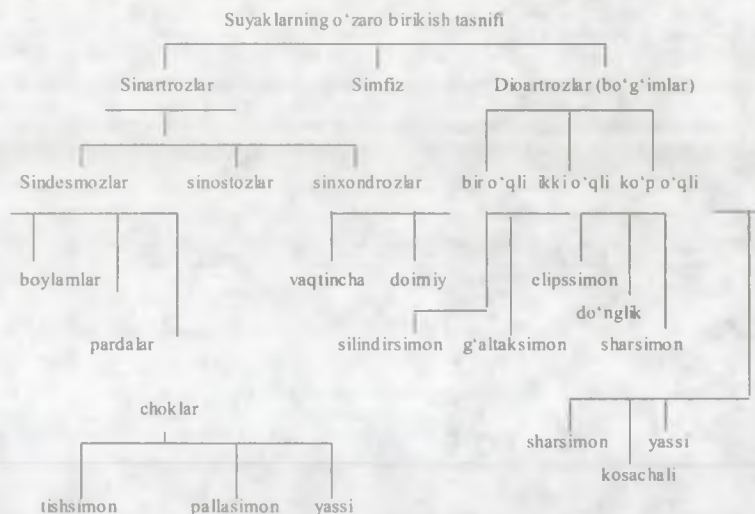 Suyaklarning o‘zaro birikish tasnifi
Sinartrozlar Simfiz Dioartrozlar (bo‘g‘imlar)
Sindesmozlar sinostozlar sinxondrozlar bir o‘qli ikki o‘qli ko‘p o‘qli
boylamlar vaqtincha doimiy clipssimon
do‘nglik
pardalar silindirsimon g‘altaksimon sharsimon
choklar
sharsimon yassi
kosachali
tishsimon pallasimon yassi